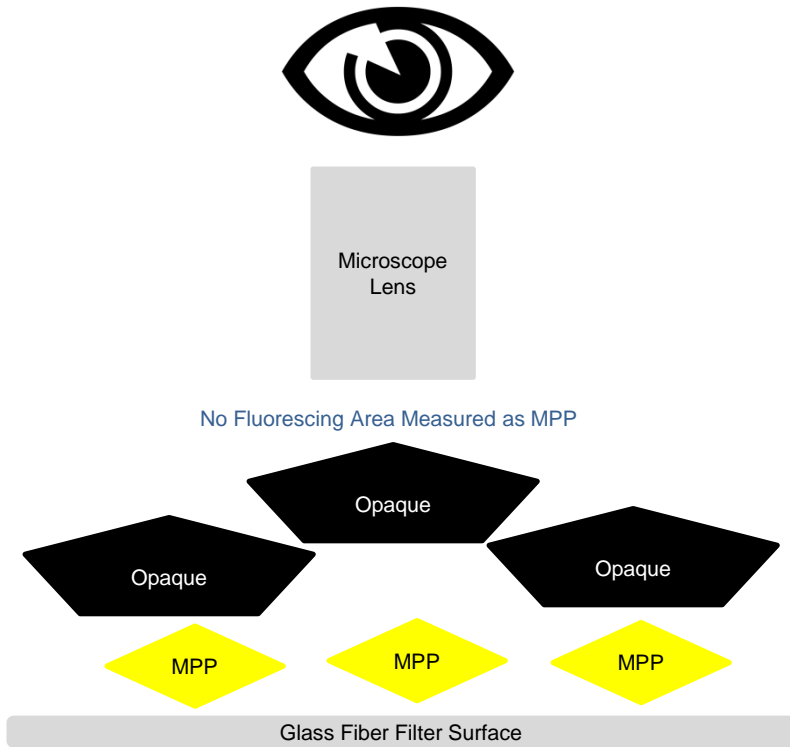 Microscope
Lens
No Fluorescing Area Measured as MPP
Opaque
Opaque
Opaque
MPP
MPP
MPP
Glass Fiber Filter Surface